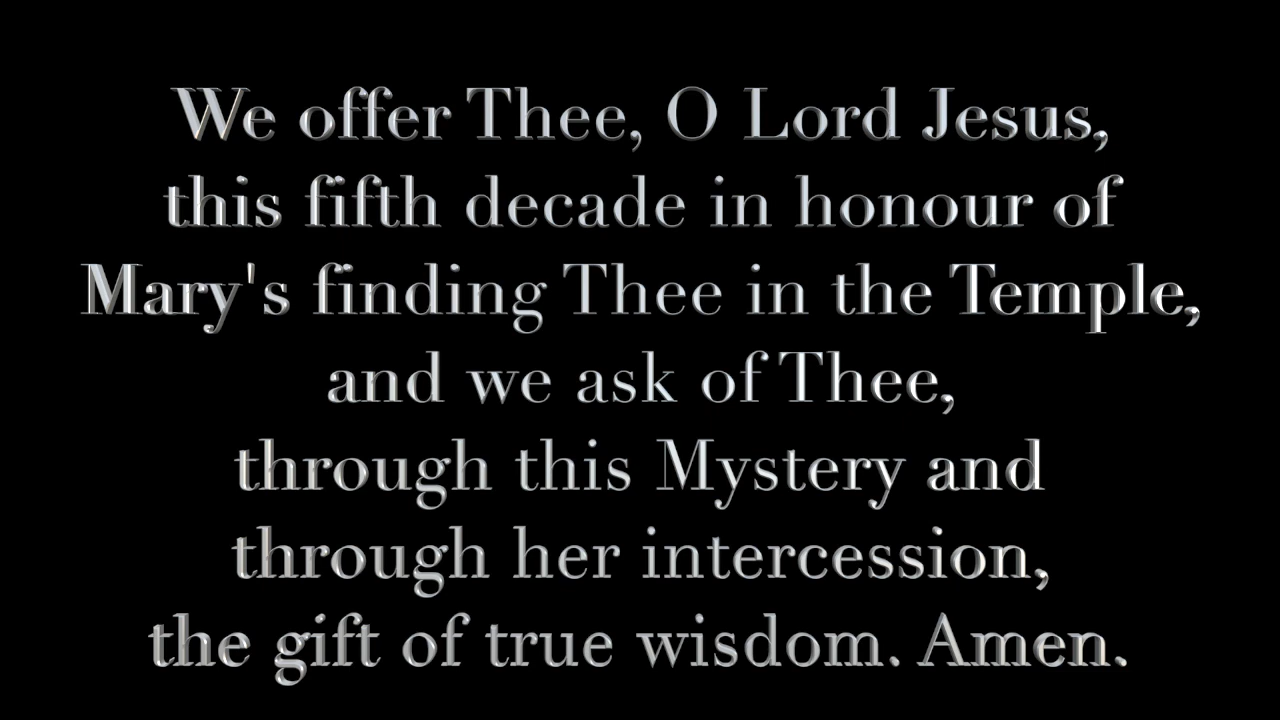 We offer Thee, O Lord Jesus,
this fifth decade in honour of
Mary's finding Thee in the Temple,
and we ask of Thee,
through this Mystery and
through her intercession,
the gift of true wisdom. Amen.